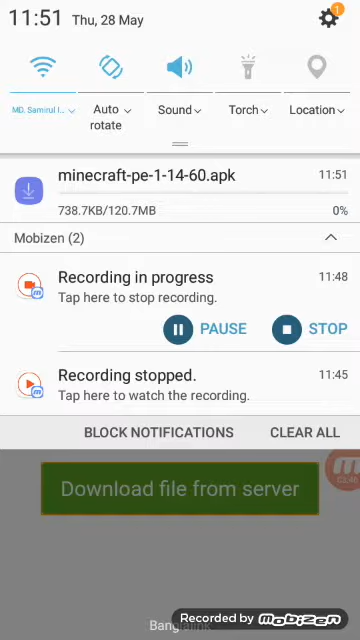 11:51 Thu, 28 May
1
MD. Samirul I...
Auto rotate
Sound
Torch
Location
minecraft-pe-1-14-60.apk 11:51
738.7KB/120.7MB 0%
Mobizen (2)
Recording in progress 11:48
Tap here to stop recording.
PAUSE STOP
Recording stopped. 11:45
Tap here to watch the recording.
BLOCK NOTIFICATIONS CLEAR ALL
Download file from server
Recorded by mobizen